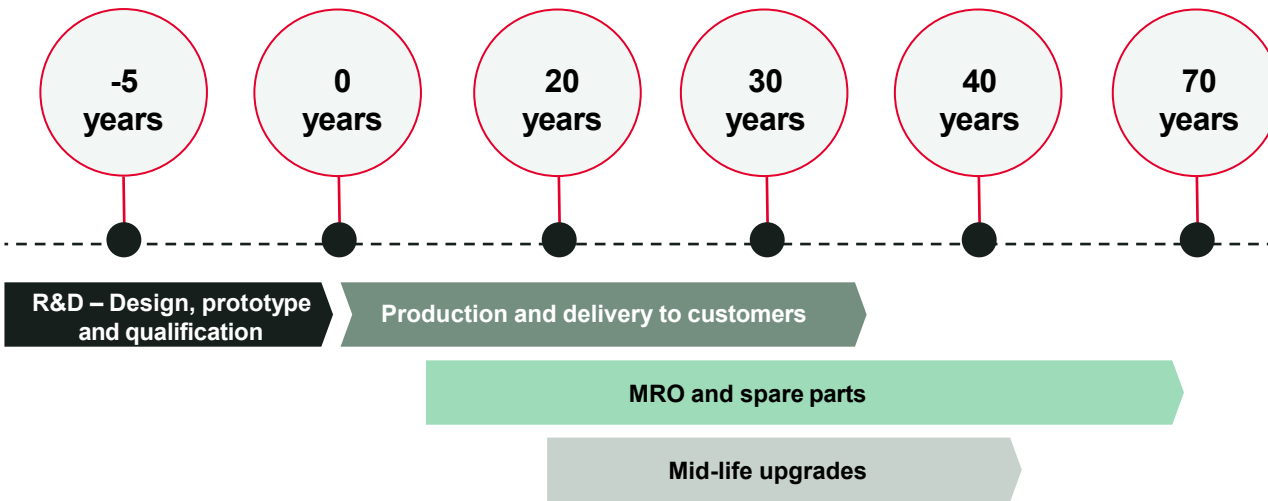 -5
years
0
years
20
years
30
years
40
years
70
years
R&D – Design, prototype
and qualification
Production and delivery to customers
MRO and spare parts
Mid-life upgrades